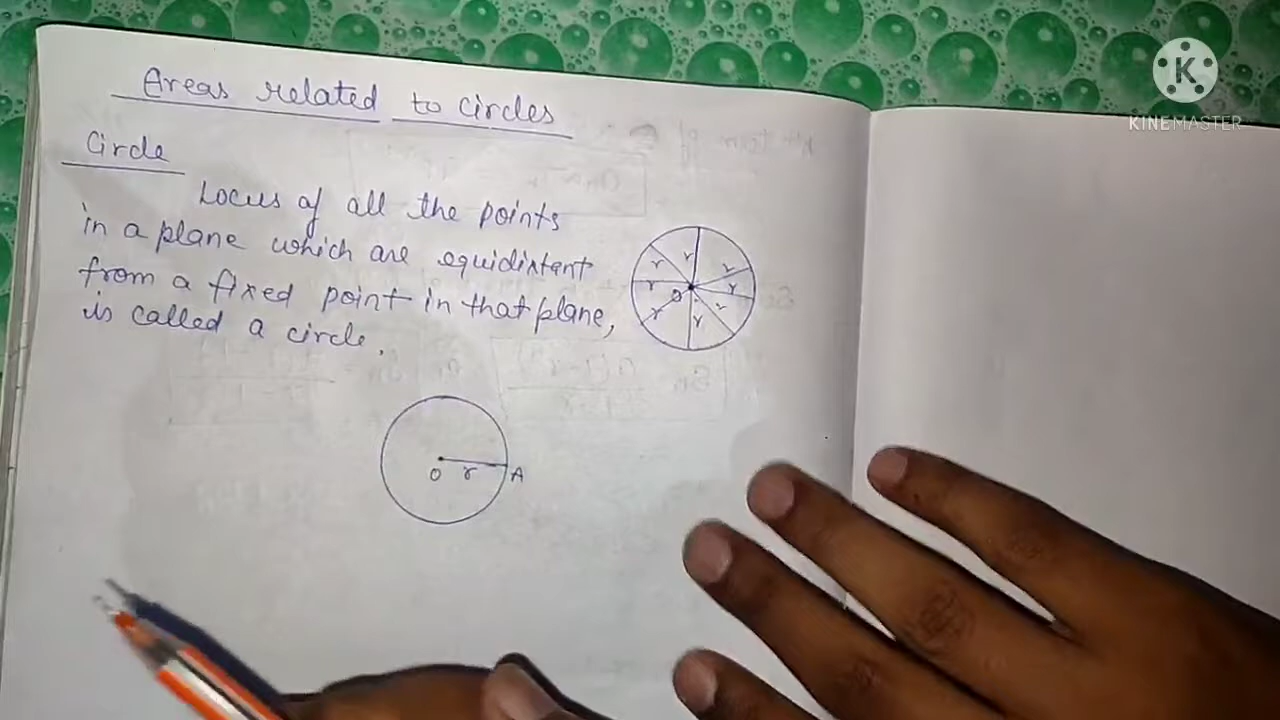 Areas related to circles
Circle
Locus of all the points
in a plane which are equidistant
from a fixed point in that plane,
is called a circle.
r
r
r
r
r
r
r
O
O
r
A
K
KINEMASTER